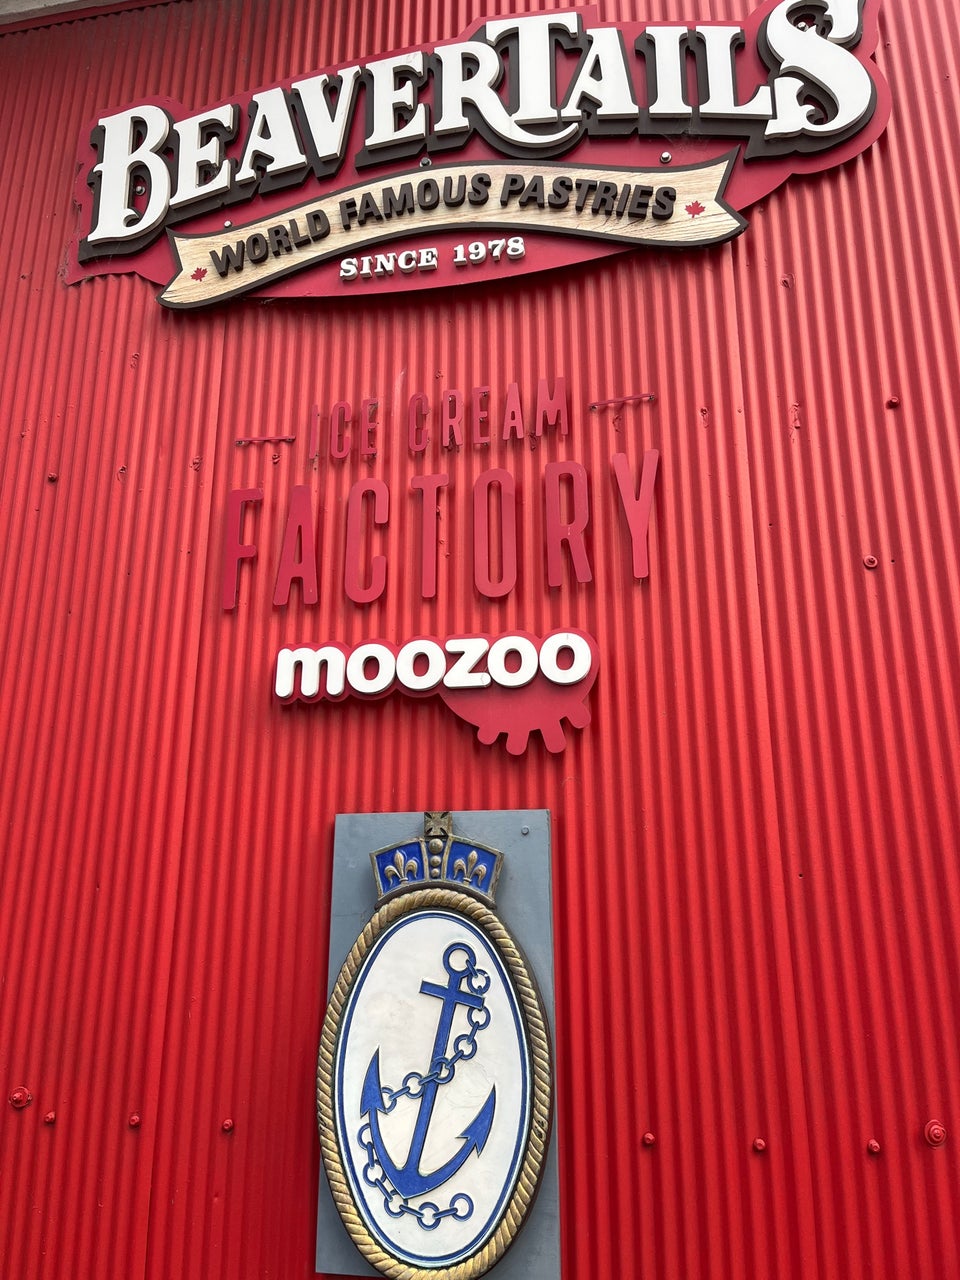 BEAVERTAILS
WORLD FAMOUS PASTRIES
SINCE 1978
ICE CREAM
FACTORY
moozoo